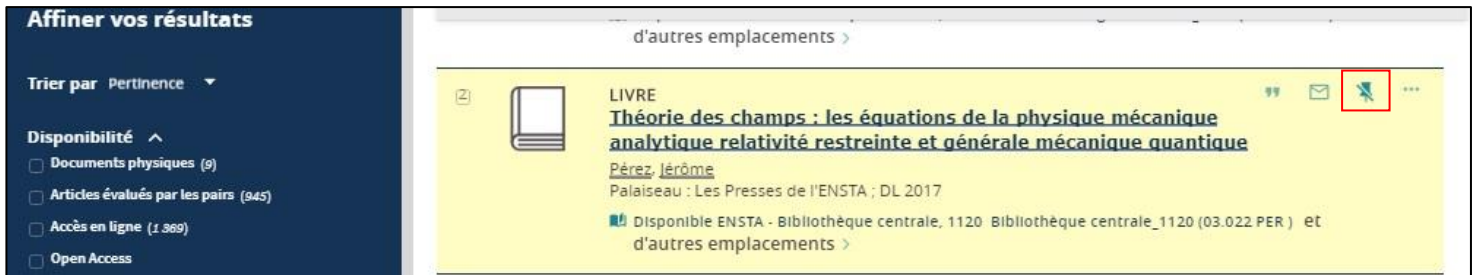 Affiner vos résultats
Trier par Pertinence
Disponibilité
Documents physiques (9)
Articles évalués par les pairs (945)
Accès en ligne (1 369)
Open Access
d'autres emplacements >
2
LIVRE
Théorie des champs : les équations de la physique mécanique
analytique relativité restreinte et générale mécanique quantique
Pérez, Jérôme
Palaiseau : Les Presses de l'ENSTA ; DL 2017
Disponible ENSTA - Bibliothèque centrale, 1120 Bibliothèque centrale_1120 (03.022 PER ) et
d'autres emplacements >